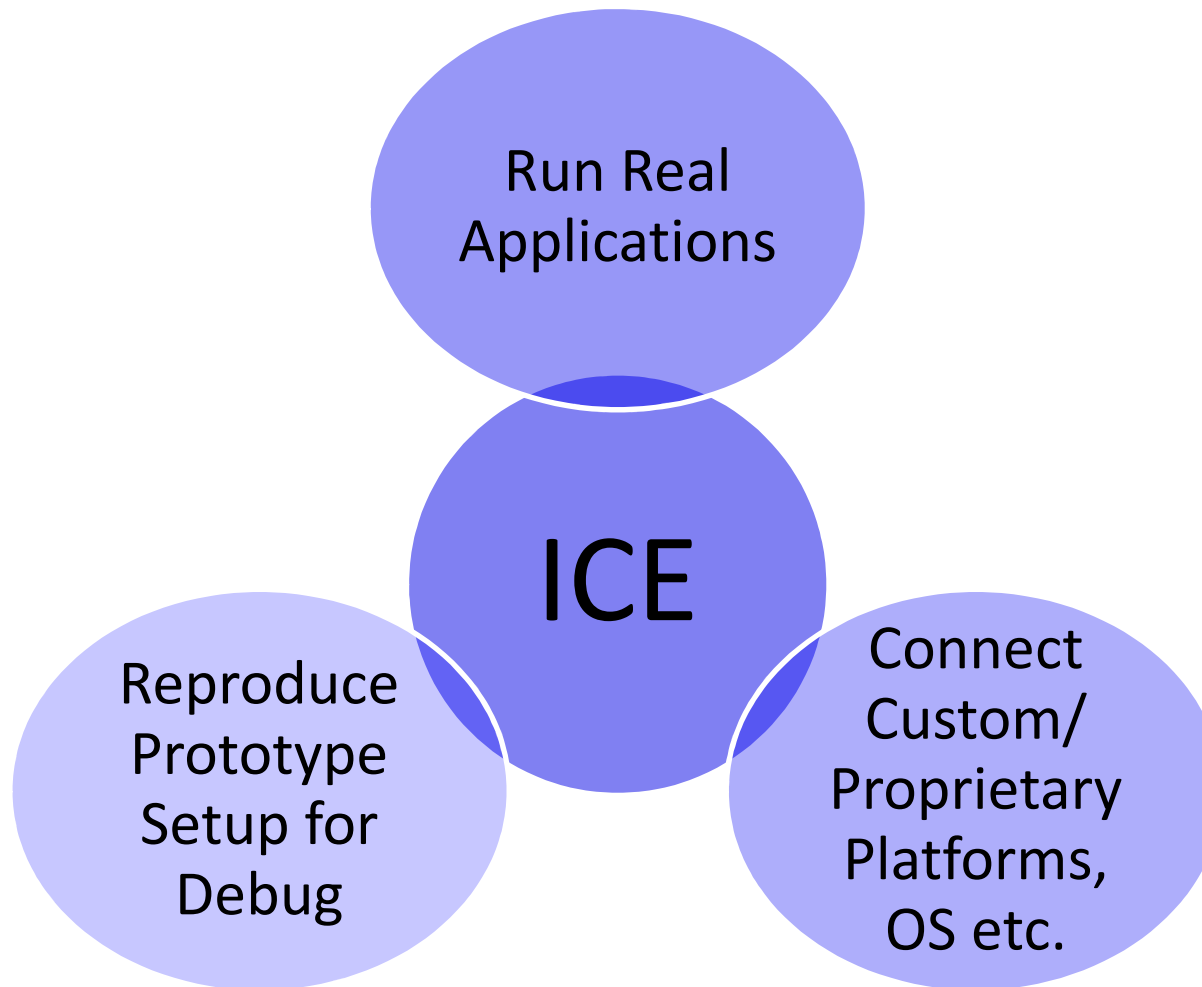 Run Real
Applications
ICE
Reproduce
Prototype
Setup for
Debug
Connect
Custom/
Proprietary
Platforms,
OS etc.